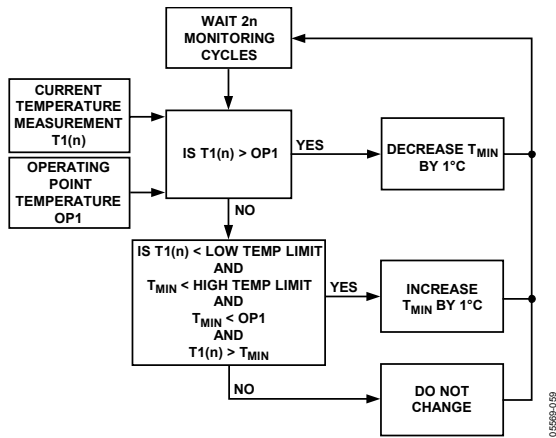 WAIT 2n
MONITORING
CYCLES
CURRENT
TEMPERATURE
MEASUREMENT
T1(n)
OPERATING
POINT
TEMPERATURE
OP1
IS T1(n) > OP1
YES
DECREASE TMIN
BY 1°C
NO
IS T1(n) < LOW TEMP LIMIT
AND
TMIN < HIGH TEMP LIMIT
AND
TMIN < OP1
AND
T1(n) > TMIN
YES
INCREASE
TMIN BY 1°C
NO
DO NOT
CHANGE
05569-059